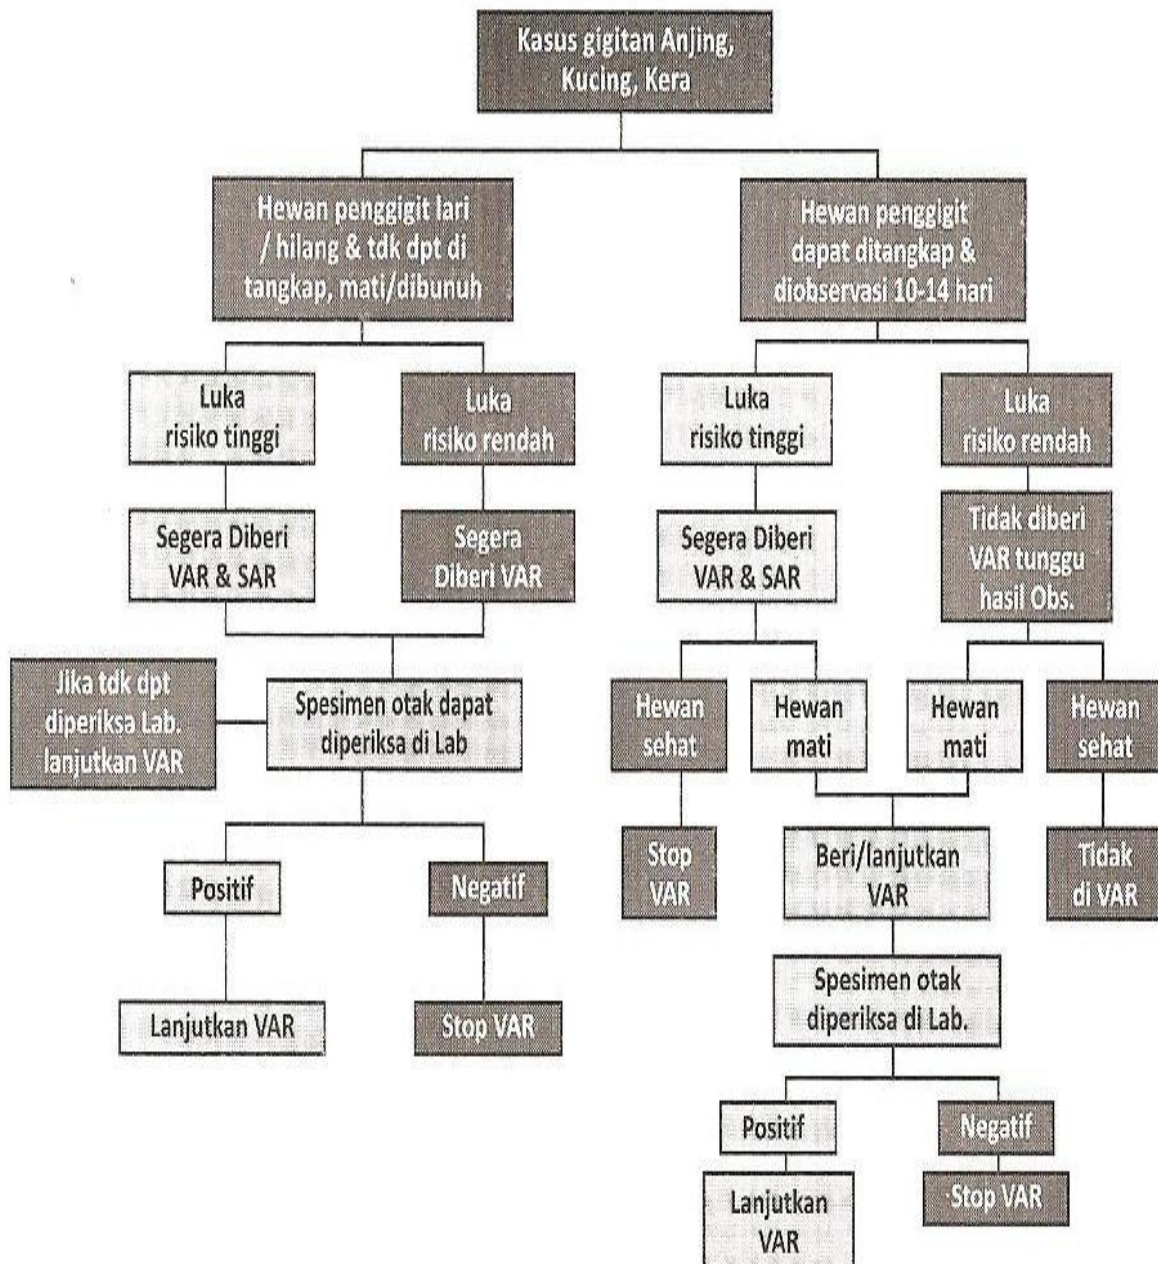 Kasus gigitan Anjing,
Kucing, Kera
Hewan penggigit lari
/ hilang & tdk dpt di
tangkap, mati/dibunuh
Hewan penggigit
dapat ditangkap &
diobservasi 10-14 hari
Luka
risiko tinggi
Luka
risiko rendah
Luka
risiko tinggi
Luka
risiko rendah
Segera Diberi
VAR & SAR
Segera
Diberi VAR
Segera Diberi
VAR & SAR
Tidak diberi
VAR tunggu
hasil Obs.
Jika tdk dpt
diperiksa Lab.
lanjutkan VAR
Spesimen otak dapat
diperiksa di Lab
Hewan
sehat
Hewan
mati
Hewan
mati
Hewan
sehat
Stop
VAR
Beri/lanjutkan
VAR
Tidak
di VAR
Positif
Negatif
Spesimen otak
diperiksa di Lab.
Lanjutkan VAR
Stop VAR
Positif
Negatif
Lanjutkan
VAR
Stop VAR